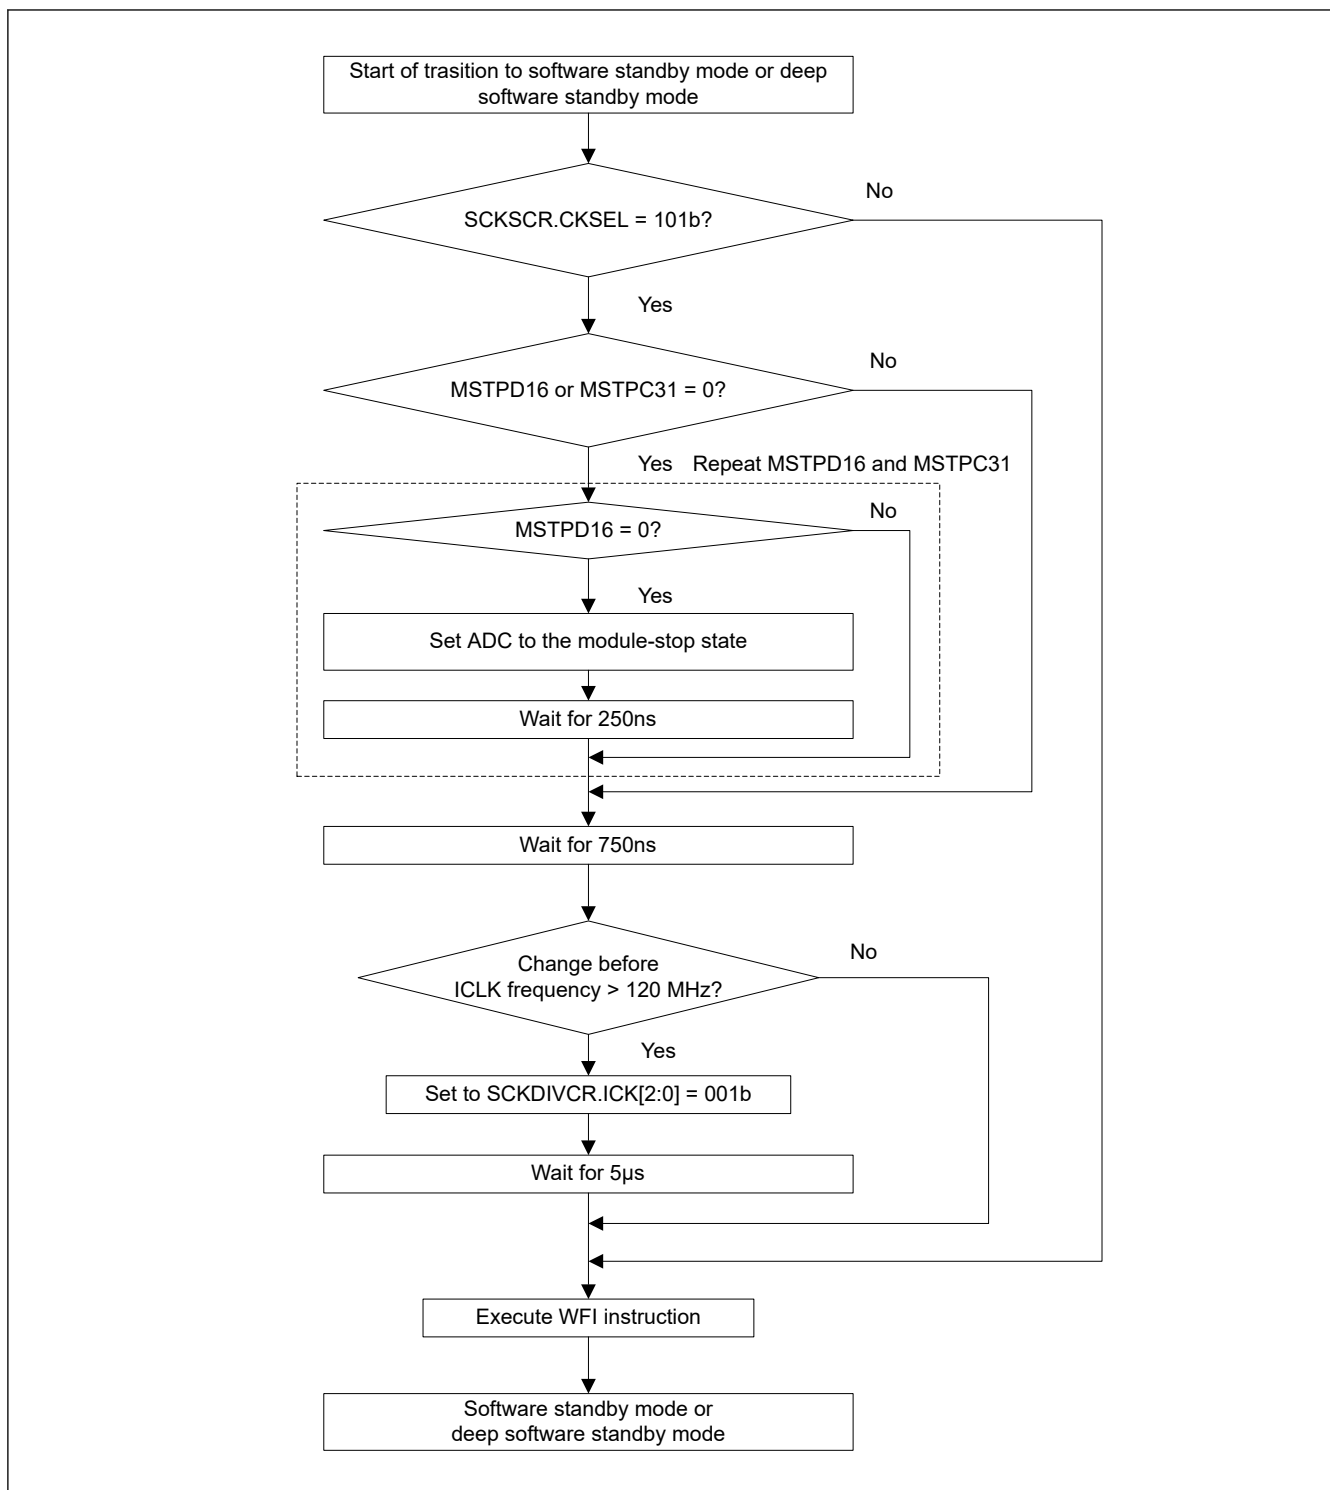 Start of trasition to software standby mode or deep
software standby mode
No
SCKSCR.CKSEL = 101b?
Yes
No
MSTPD16 or MSTPC31 = 0?
Yes
Repeat MSTPD16 and MSTPC31
No
MSTPD16 = 0?
Yes
Set ADC to the module-stop state
Wait for 250ns
Wait for 750ns
No
Change before
ICLK frequency > 120 MHz?
Yes
Set to SCKDIVCR.ICK[2:0] = 001b
Wait for 5µs
Execute WFI instruction
Software standby mode or
deep software standby mode